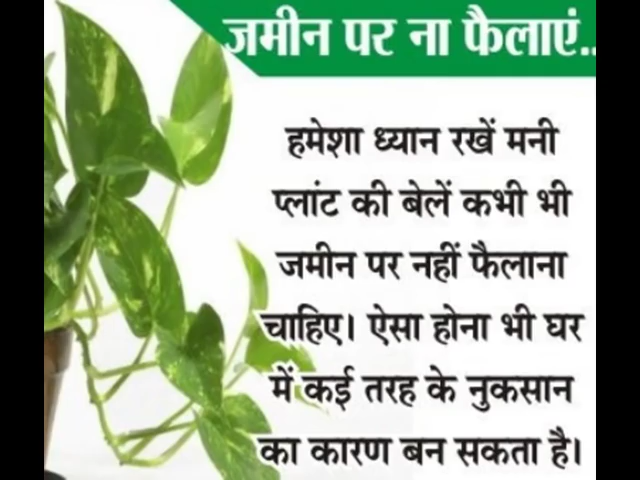 जमीन पर ना फैलाएं..
हमेशा ध्यान रखें मनी
प्लांट की बेलें कभी भी
जमीन पर नहीं फैलाना
चाहिए। ऐसा होना भी घर
में कई तरह के नुकसान
का कारण बन सकता है।